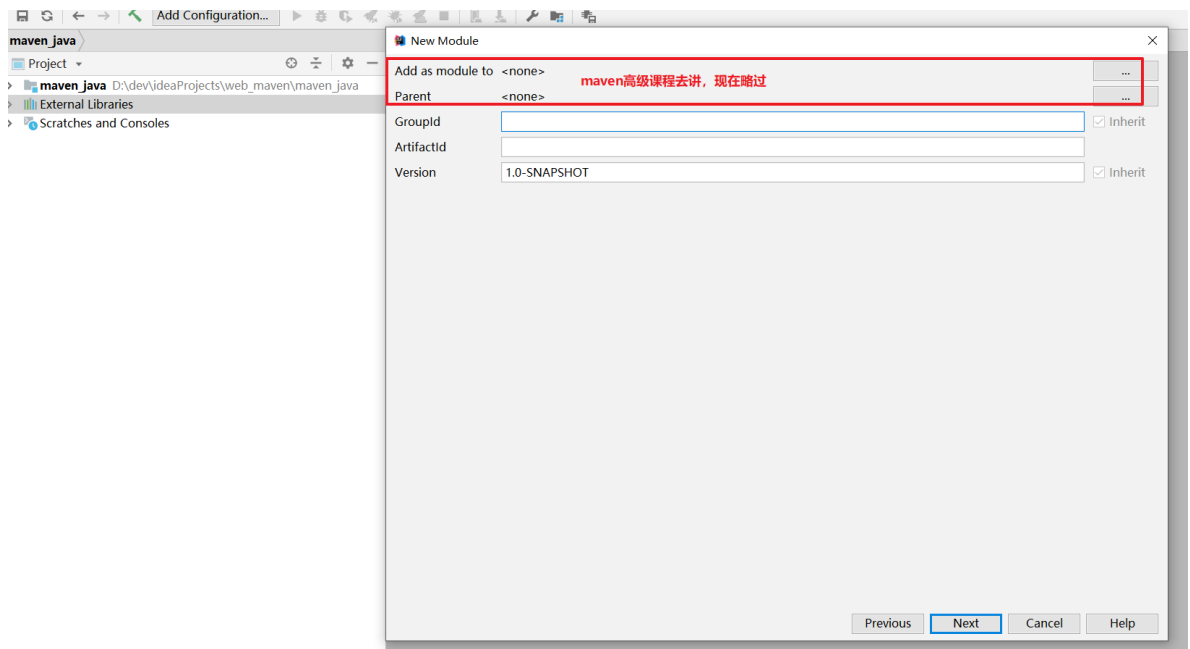 Add Configuration...
maven_java
New Module
Project
Add as module to <none>
...
maven高级课程去讲，现在略过
maven_java D:\dev\ideaProjects\web_maven\maven_java
Parent <none>
...
External Libraries
Scratches and Consoles
GroupId
Inherit
ArtifactId
Version 1.0-SNAPSHOT
Inherit
Previous Next Cancel Help